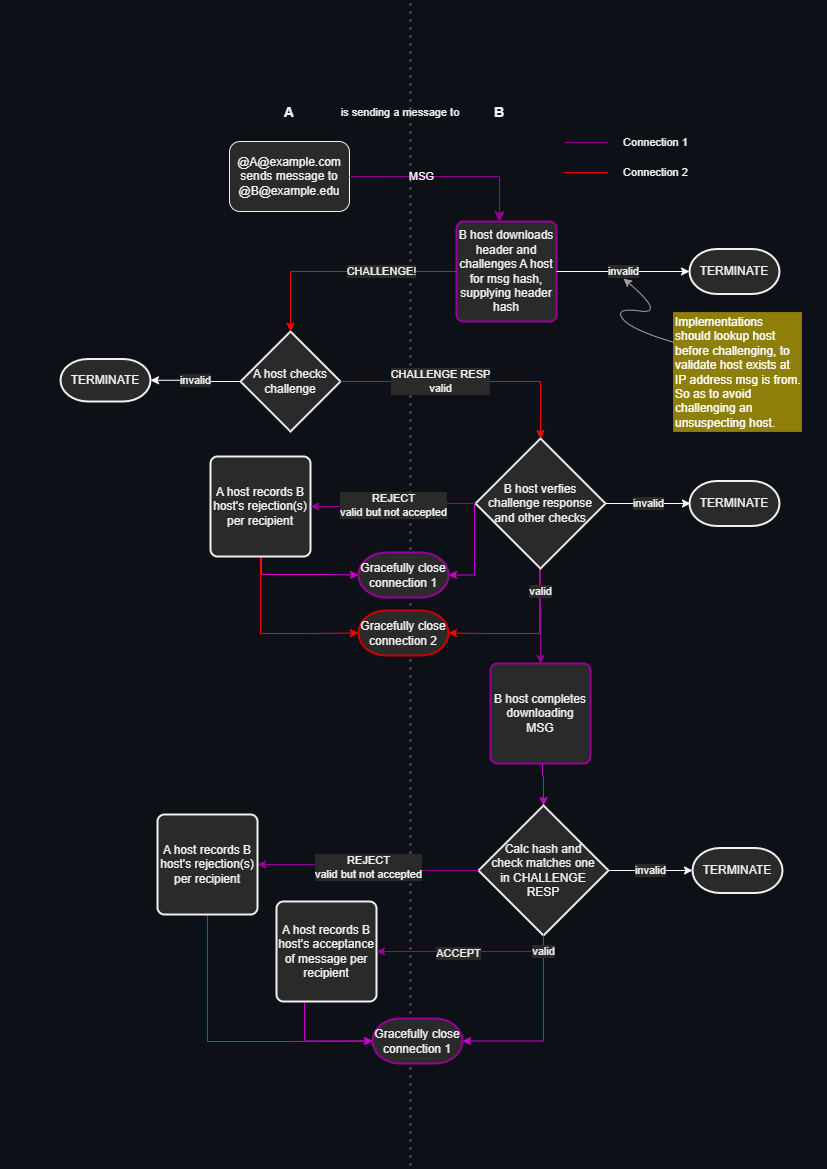 A is sending a message to B
Connection 1
@A@example.com
sends message to
@B@example.edu
MSG
Connection 2
B host downloads
header and
challenges A host
for msg hash,
supplying header
hash
CHALLENGE!
invalid
TERMINATE
Implementations
should lookup host
before challenging, to
validate host exists at
IP address msg is from.
So as to avoid
challenging an
unsuspecting host.
A host checks
challenge
invalid
TERMINATE
CHALLENGE RESP
valid
B host verfies
challenge response
and other checks
invalid
TERMINATE
REJECT
valid but not accepted
A host records B
host's rejection(s)
per recipient
Gracefully close
connection 1
valid
Gracefully close
connection 2
B host completes
downloading
MSG
Calc hash and
check matches one
in CHALLENGE
RESP
invalid
TERMINATE
REJECT
valid but not accepted
A host records B
host's rejection(s)
per recipient
A host records B
host's acceptance
of message per
recipient
ACCEPT
valid
Gracefully close
connection 1